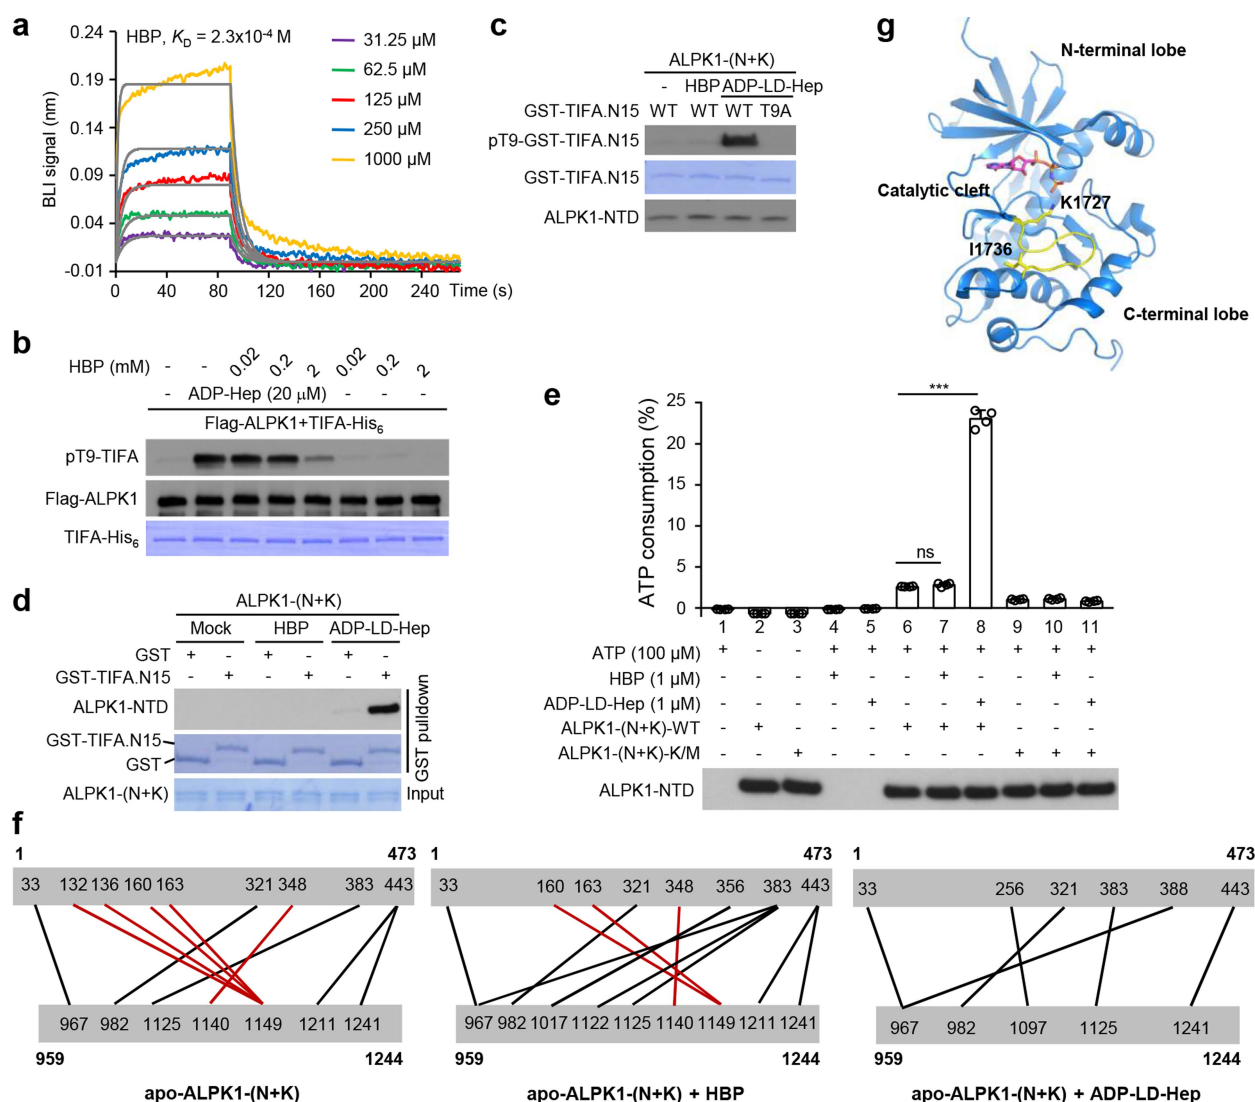 a
HBP, KD = 2.3x10-4 M
0.24
0.19
0.14
0.09
0.04
-0.01
BLI signal (nm)
0 40 80 120 160 200 240 Time (s)
31.25 µM
62.5 µM
125 µM
250 µM
1000 µM
b
HBP (mM) - - 0.02 0.2 2 0.02 0.2 2
- ADP-Hep (20 µM) - - -
Flag-ALPK1+TIFA-His6
pT9-TIFA
Flag-ALPK1
TIFA-His6
c
ALPK1-(N+K)
- HBP ADP-LD-Hep
GST-TIFA.N15 WT WT WT T9A
pT9-GST-TIFA.N15
GST-TIFA.N15
ALPK1-NTD
d
ALPK1-(N+K)
Mock HBP ADP-LD-Hep
GST + - + - + -
GST-TIFA.N15 - + - + - +
ALPK1-NTD
GST-TIFA.N15
GST
GST pulldown
ALPK1-(N+K) Input
e
ATP consumption (%)
25
20
15
10
5
0
***
ns
1 2 3 4 5 6 7 8 9 10 11
ATP (100 µM) + - - + + + + + + + +
HBP (1 µM) - - - + - - + - - + -
ADP-LD-Hep (1 µM) - - - - + - - + - - +
ALPK1-(N+K)-WT - + - - - + + + - - -
ALPK1-(N+K)-K/M - - + - - - - - + + +
ALPK1-NTD
f
1 473
33 132 136 160 163 321 348 383 443
967 982 1125 1140 1149 1211 1241
959 1244
apo-ALPK1-(N+K)
1 473
33 160 163 321 348 356 383 443
967 982 1017 1122 1125 1140 1149 1211 1241
959 1244
apo-ALPK1-(N+K) + HBP
1 473
33 256 321 383 388 443
967 982 1097 1125 1241
959 1244
apo-ALPK1-(N+K) + ADP-LD-Hep
g
N-terminal lobe
Catalytic cleft
K1727
I1736
C-terminal lobe